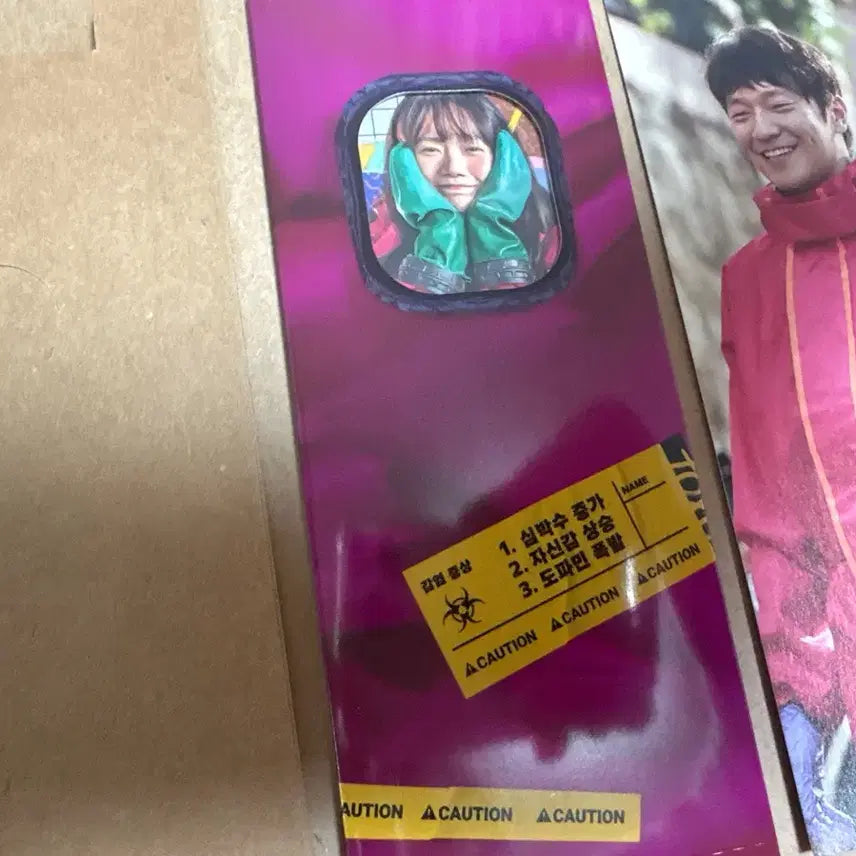 감염 증상
1. 심박수 증가
2. 자신감 상승
3. 도파민 폭발
NAME
⚠CAUTION ⚠CAUTION ⚠CAUTION
AUTION ⚠CAUTION ⚠CAUTION